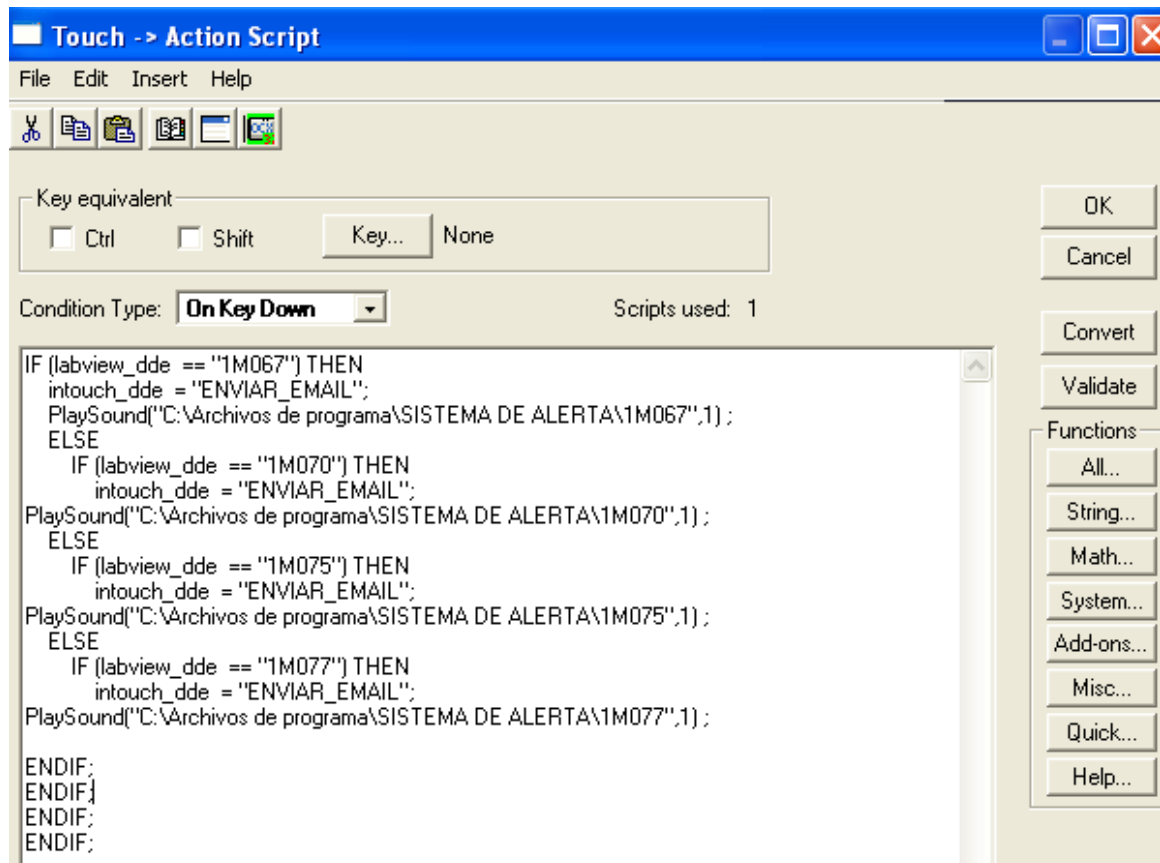 Touch -> Action Script
File Edit Insert Help
Key equivalent
Ctrl Shift Key... None
OK
Cancel
Condition Type: On Key Down Scripts used: 1
Convert
Validate
IF (labview_dde == "1M067") THEN
intouch_dde = "ENVIAR_EMAIL";
PlaySound("C:\Archivos de programa\SISTEMA DE ALERTA\1M067",1) ;
ELSE
IF (labview_dde == "1M070") THEN
intouch_dde = "ENVIAR_EMAIL";
PlaySound("C:\Archivos de programa\SISTEMA DE ALERTA\1M070",1) ;
ELSE
IF (labview_dde == "1M075") THEN
intouch_dde = "ENVIAR_EMAIL";
PlaySound("C:\Archivos de programa\SISTEMA DE ALERTA\1M075",1) ;
ELSE
IF (labview_dde == "1M077") THEN
intouch_dde = "ENVIAR_EMAIL";
PlaySound("C:\Archivos de programa\SISTEMA DE ALERTA\1M077",1) ;
ENDIF;
ENDIF;
ENDIF;
ENDIF;
Functions
All...
String...
Math...
System...
Add-ons...
Misc...
Quick...
Help...